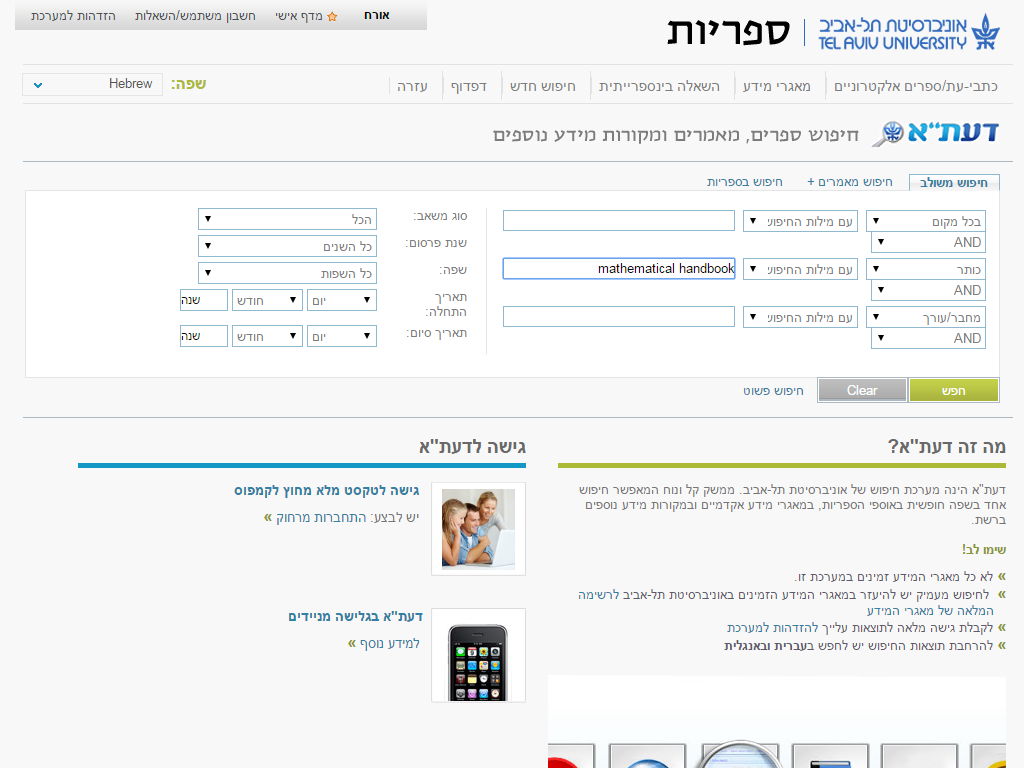 אורח
מדף אישי
חשבון משתמש/השאלות
הזדהות למערכת
אוניברסיטת תל-אביב
TEL AVIV UNIVERSITY
ספריות
כתבי-עת/ספרים אלקטרוניים
מאגרי מידע
השאלה בינספרייתית
חיפוש חדש
דפדוף
עזרה
שפה:
Hebrew
דעת"א
חיפוש ספרים, מאמרים ומקורות מידע נוספים
חיפוש משולב
חיפוש מאמרים +
חיפוש בספריות
בכל מקום
עם מילות החיפוש
AND
כותר
עם מילות החיפוש
mathematical handbook
AND
מחבר/עורך
עם מילות החיפוש
AND
סוג משאב:
הכל
שנת פרסום:
כל השנים
שפה:
כל השפות
תאריך
התחלה:
יום
חודש
שנה
תאריך סיום:
יום
חודש
שנה
חפש
Clear
חיפוש פשוט
מה זה דעת"א?
דעת"א הינה מערכת חיפוש של אוניברסיטת תל-אביב. ממשק קל ונוח המאפשר חיפוש
אחד בשפה חופשית באוספי הספריות, במאגרי מידע אקדמיים ובמקורות מידע נוספים
ברשת.
שימו לב!
» לא כל מאגרי המידע זמינים במערכת זו.
» לחיפוש מעמיק יש להיעזר במאגרי המידע הזמינים באוניברסיטת תל-אביב לרשימה
המלאה של מאגרי המידע
» לקבלת גישה מלאה לתוצאות עלייך להזדהות למערכת
» להרחבת תוצאות החיפוש יש לחפש בעברית ובאנגלית
גישה לדעת"א
גישה לטקסט מלא מחוץ לקמפוס
יש לבצע: התחברות מרחוק »
דעת"א בגלישה מניידים
למידע נוסף »